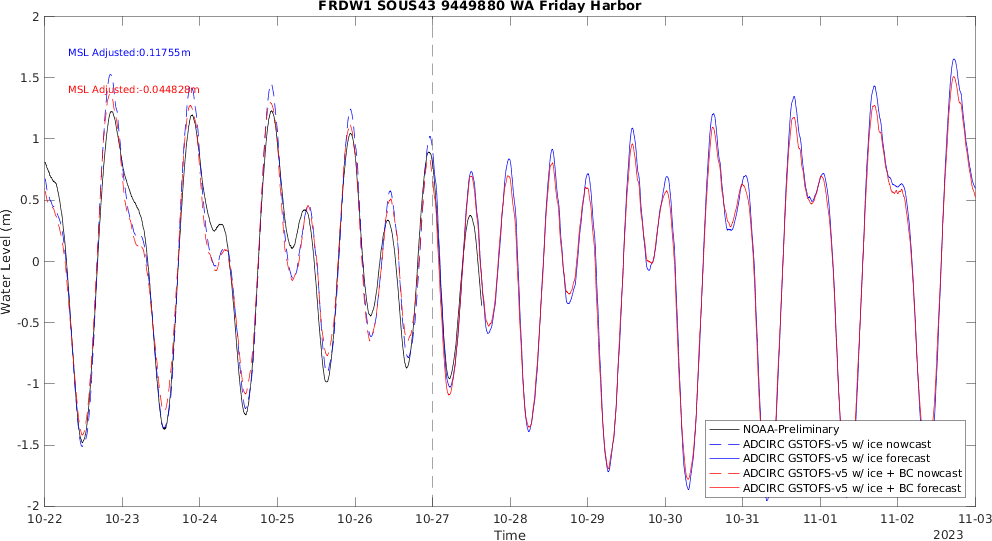 FRDW1 SOUS43 9449880 WA Friday Harbor
MSL Adjusted:0.11755m
MSL Adjusted:-0.044828m
Water Level (m)
2
1.5
1
0.5
0
-0.5
-1
-1.5
-2
NOAA-Preliminary
ADCIRC GSTOFS-v5 w/ ice nowcast
ADCIRC GSTOFS-v5 w/ ice forecast
ADCIRC GSTOFS-v5 w/ ice + BC nowcast
ADCIRC GSTOFS-v5 w/ ice + BC forecast
10-22 10-23 10-24 10-25 10-26 10-27 10-28 10-29 10-30 10-31 11-01 11-02 11-03
Time
2023